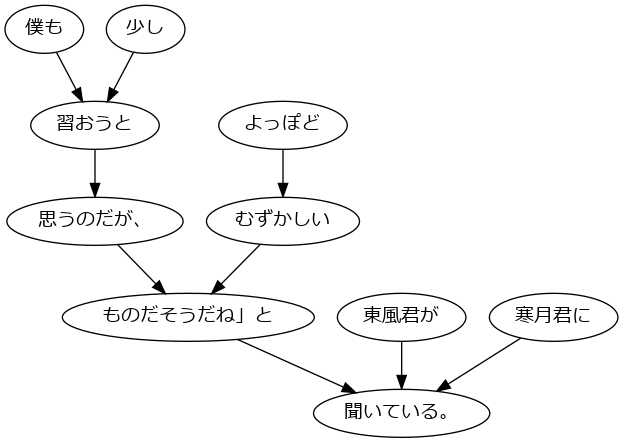 僕も 少し
習おうと よっぽど
思うのだが、 むずかしい
ものだそうだね」と 東風君が 寒月君に
聞いている。